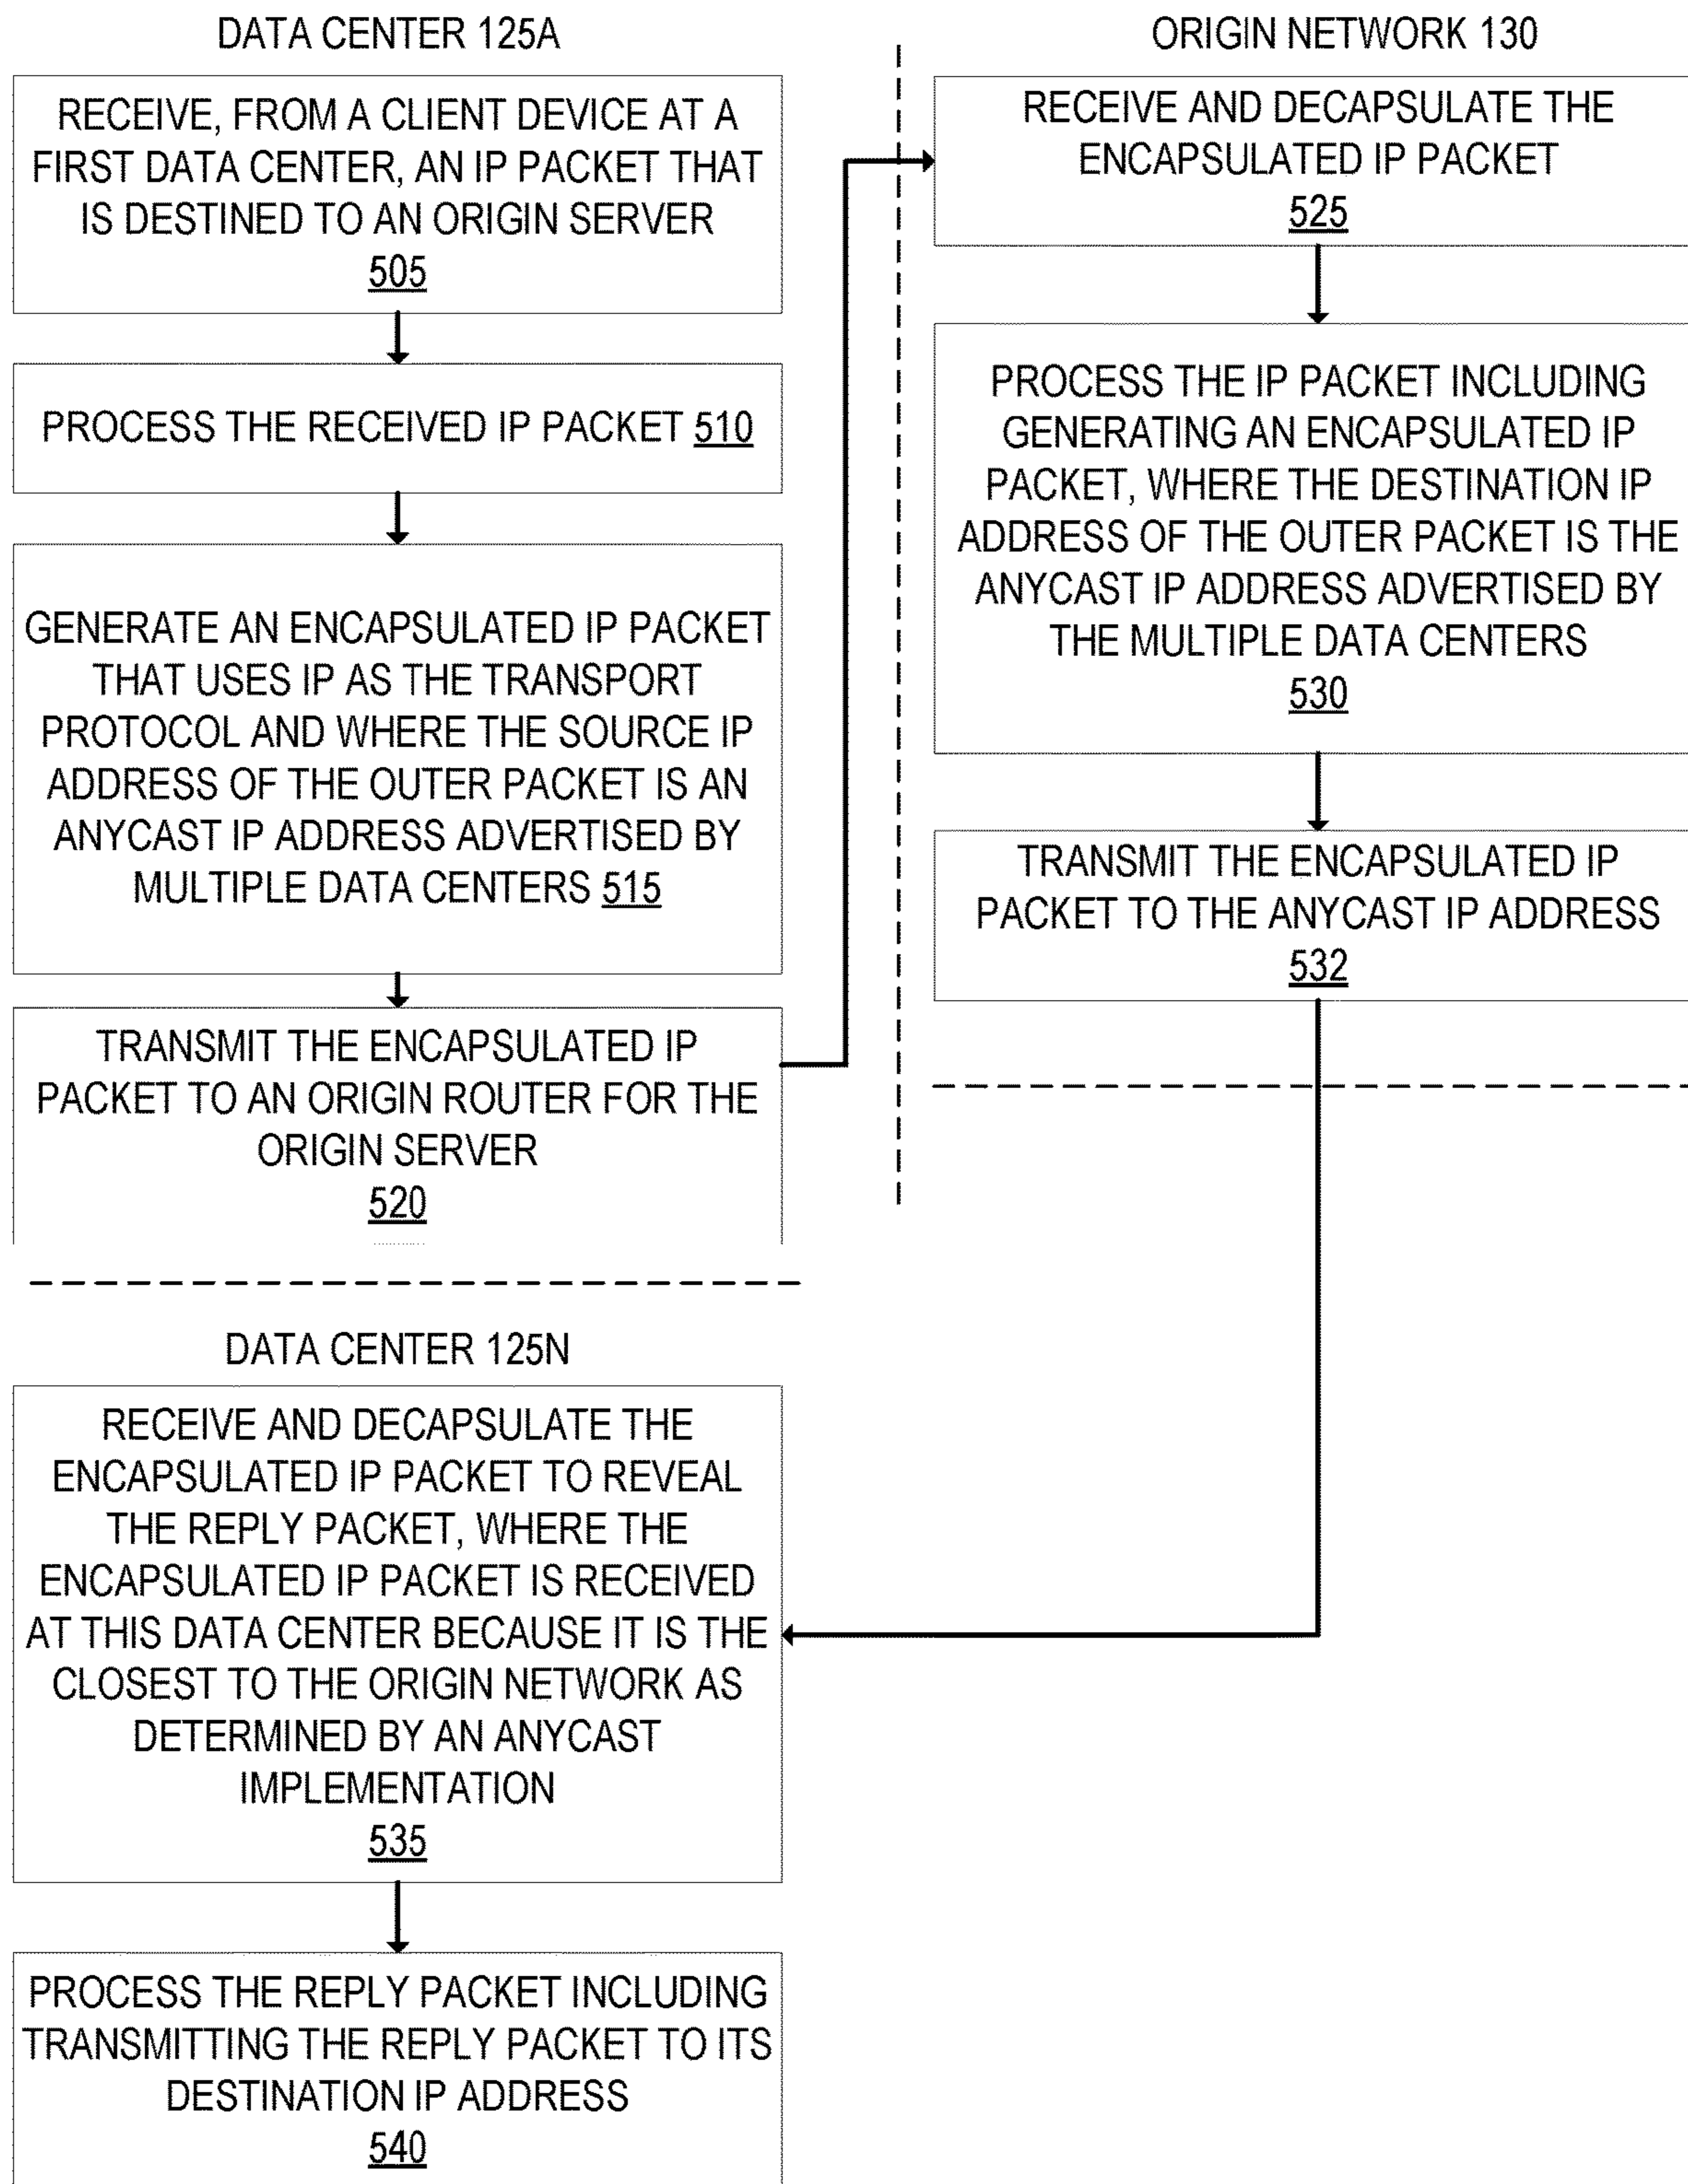 DATA CENTER 125A
RECEIVE, FROM A CLIENT DEVICE AT A
FIRST DATA CENTER, AN IP PACKET THAT
IS DESTINED TO AN ORIGIN SERVER
505
PROCESS THE RECEIVED IP PACKET 510
GENERATE AN ENCAPSULATED IP PACKET
THAT USES IP AS THE TRANSPORT
PROTOCOL AND WHERE THE SOURCE IP
ADDRESS OF THE OUTER PACKET IS AN
ANYCAST IP ADDRESS ADVERTISED BY
MULTIPLE DATA CENTERS 515
TRANSMIT THE ENCAPSULATED IP
PACKET TO AN ORIGIN ROUTER FOR THE
ORIGIN SERVER
520
ORIGIN NETWORK 130
RECEIVE AND DECAPSULATE THE
ENCAPSULATED IP PACKET
525
PROCESS THE IP PACKET INCLUDING
GENERATING AN ENCAPSULATED IP
PACKET, WHERE THE DESTINATION IP
ADDRESS OF THE OUTER PACKET IS THE
ANYCAST IP ADDRESS ADVERTISED BY
THE MULTIPLE DATA CENTERS
530
TRANSMIT THE ENCAPSULATED IP
PACKET TO THE ANYCAST IP ADDRESS
532
DATA CENTER 125N
RECEIVE AND DECAPSULATE THE
ENCAPSULATED IP PACKET TO REVEAL
THE REPLY PACKET, WHERE THE
ENCAPSULATED IP PACKET IS RECEIVED
AT THIS DATA CENTER BECAUSE IT IS THE
CLOSEST TO THE ORIGIN NETWORK AS
DETERMINED BY AN ANYCAST
IMPLEMENTATION
535
PROCESS THE REPLY PACKET INCLUDING
TRANSMITTING THE REPLY PACKET TO ITS
DESTINATION IP ADDRESS
540